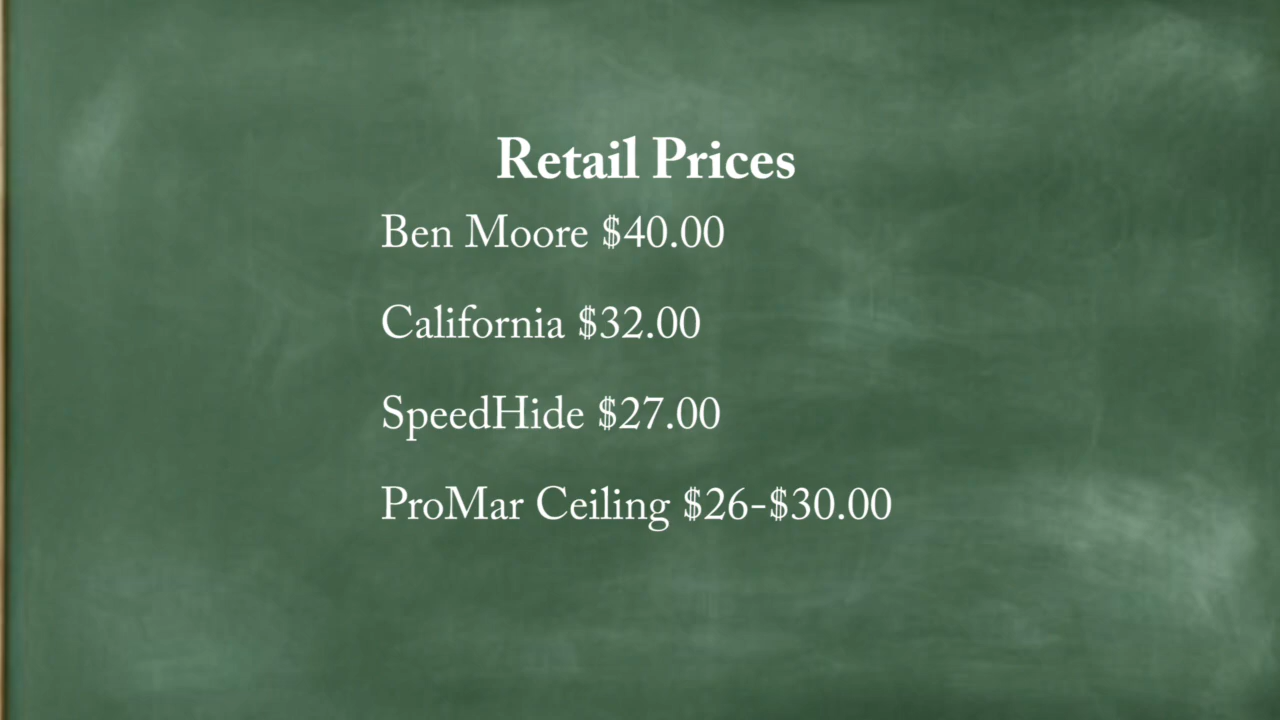 Retail Prices
Ben Moore $40.00
California $32.00
SpeedHide $27.00
ProMar Ceiling $26-$30.00